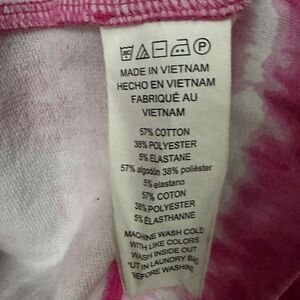 MADE IN VIETNAM
HECHO EN VIETNAM
FABRIQUÉ AU
VIETNAM
57% COTTON
38% POLYESTER
5% ELASTANE
57% algodón 38% poliéster
5% elastano
57% COTON
38% POLYESTER
5% ÉLASTHANNE
MACHINE WASH COLD
WITH LIKE COLORS
WASH INSIDE OUT
PUT IN LAUNDRY BAG
BEFORE WASHING